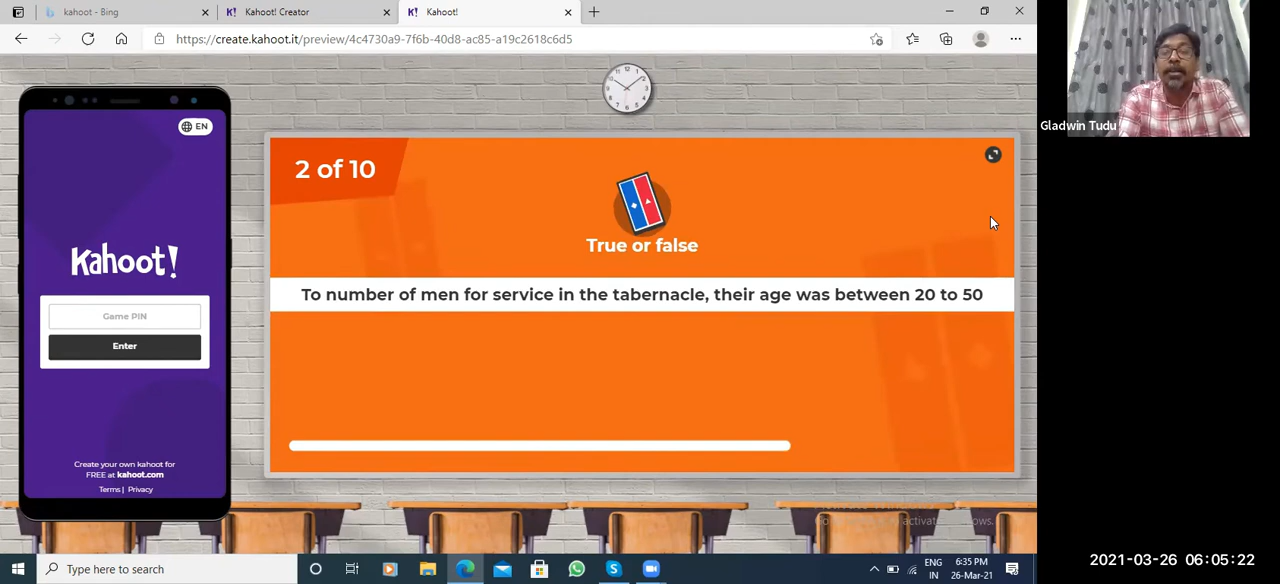 kahoot - Bing
K! Kahoot! Creator
K! Kahoot!
https://create.kahoot.it/preview/4c4730a9-7f6b-40d8-ac85-a19c2618c6d5
Gladwin Tudu
EN
Kahoot!
Game PIN
Enter
Create your own kahoot for
FREE at kahoot.com
Terms | Privacy
2 of 10
True or false
To number of men for service in the tabernacle, their age was between 20 to 50
Type here to search
ENG
IN
6:35 PM
26-Mar-21
2021-03-26 06:05:22